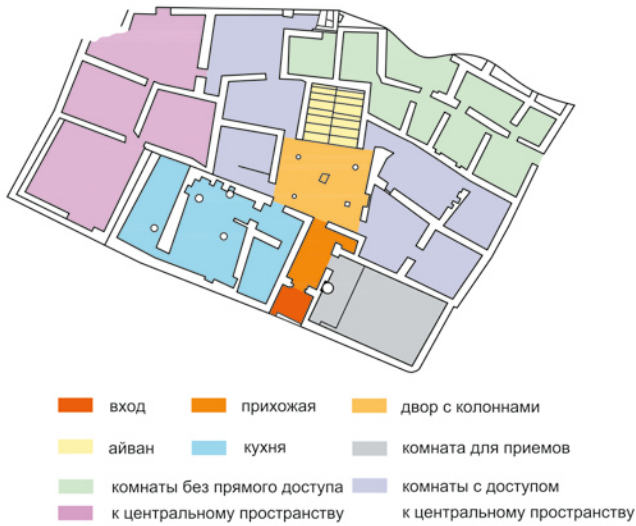 вход прихожая двор с колоннами
айван кухня комната для приемов
комнаты без прямого доступа комнаты с доступом
к центральному пространству к центральному пространству